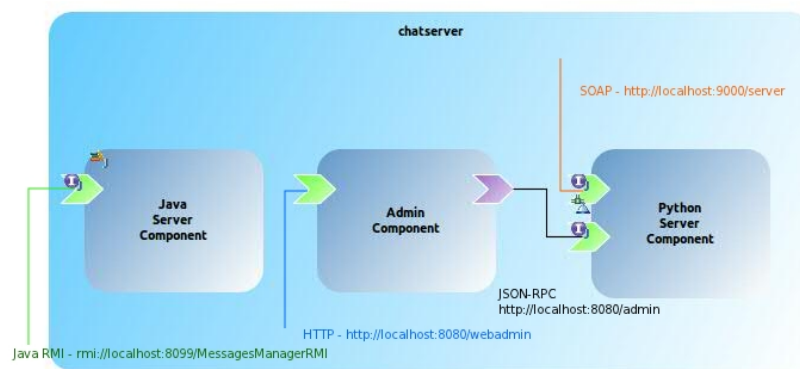 chatserver
SOAP - http://localhost:9000/server
Java
Server
Component
Admin
Component
Python
Server
Component
JSON-RPC
http://localhost:8080/admin
HTTP - http://localhost:8080/webadmin
Java RMI - rmi://localhost:8099/MessagesManagerRMI